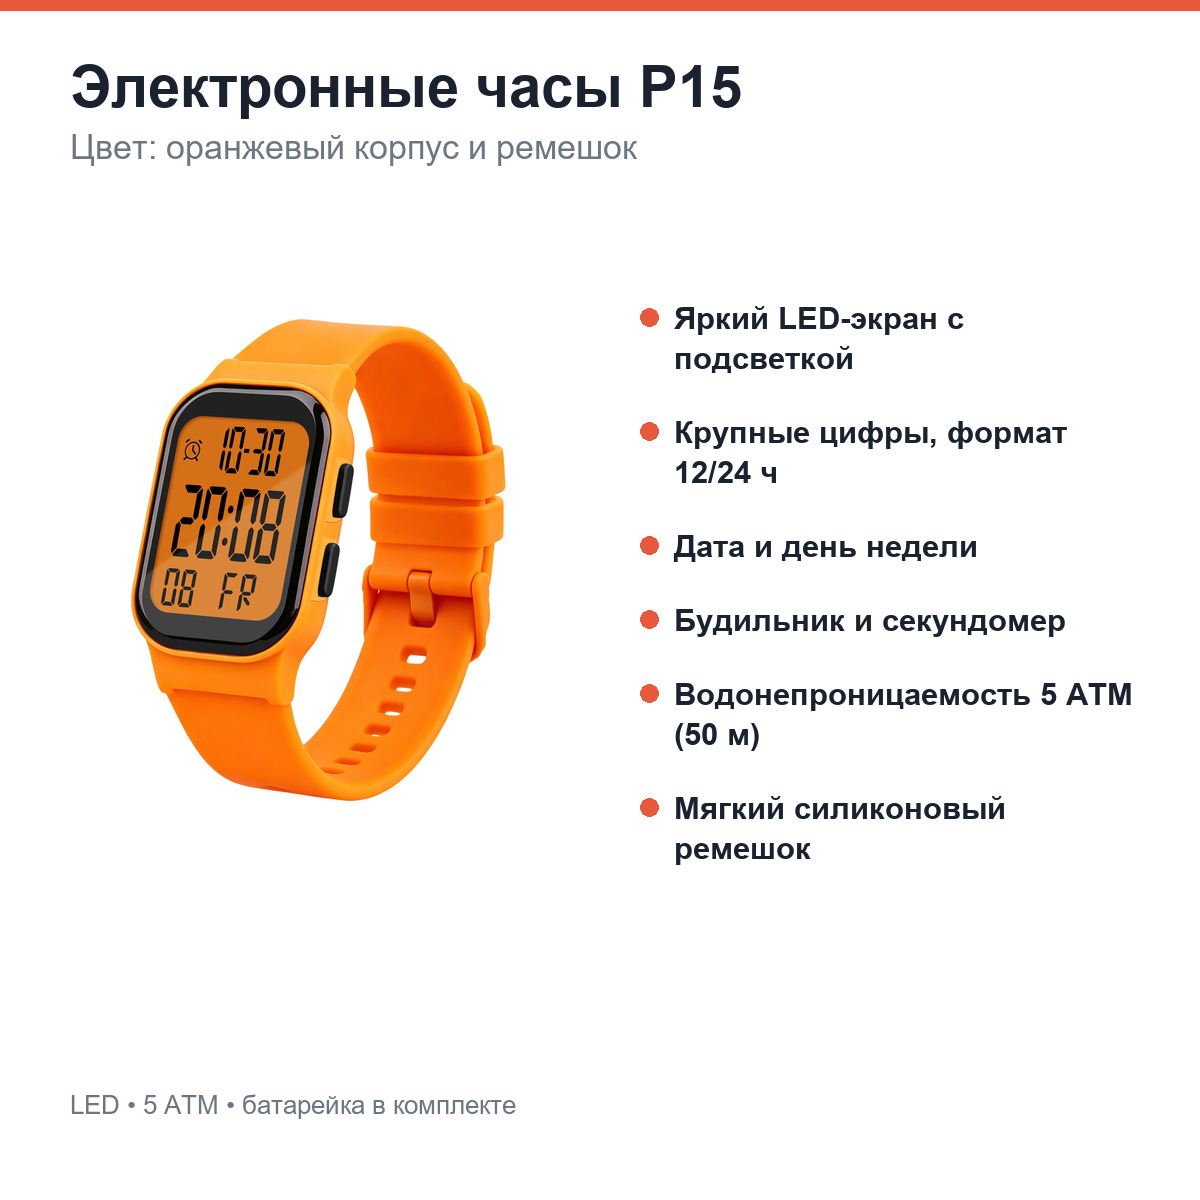 Электронные часы P15
Цвет: оранжевый корпус и ремешок
10-30
20:08
08 FR
Яркий LED-экран с
подсветкой
Крупные цифры, формат
12/24 ч
Дата и день недели
Будильник и секундомер
Водонепроницаемость 5 ATM
(50 м)
Мягкий силиконовый
ремешок
LED • 5 ATM • батарейка в комплекте